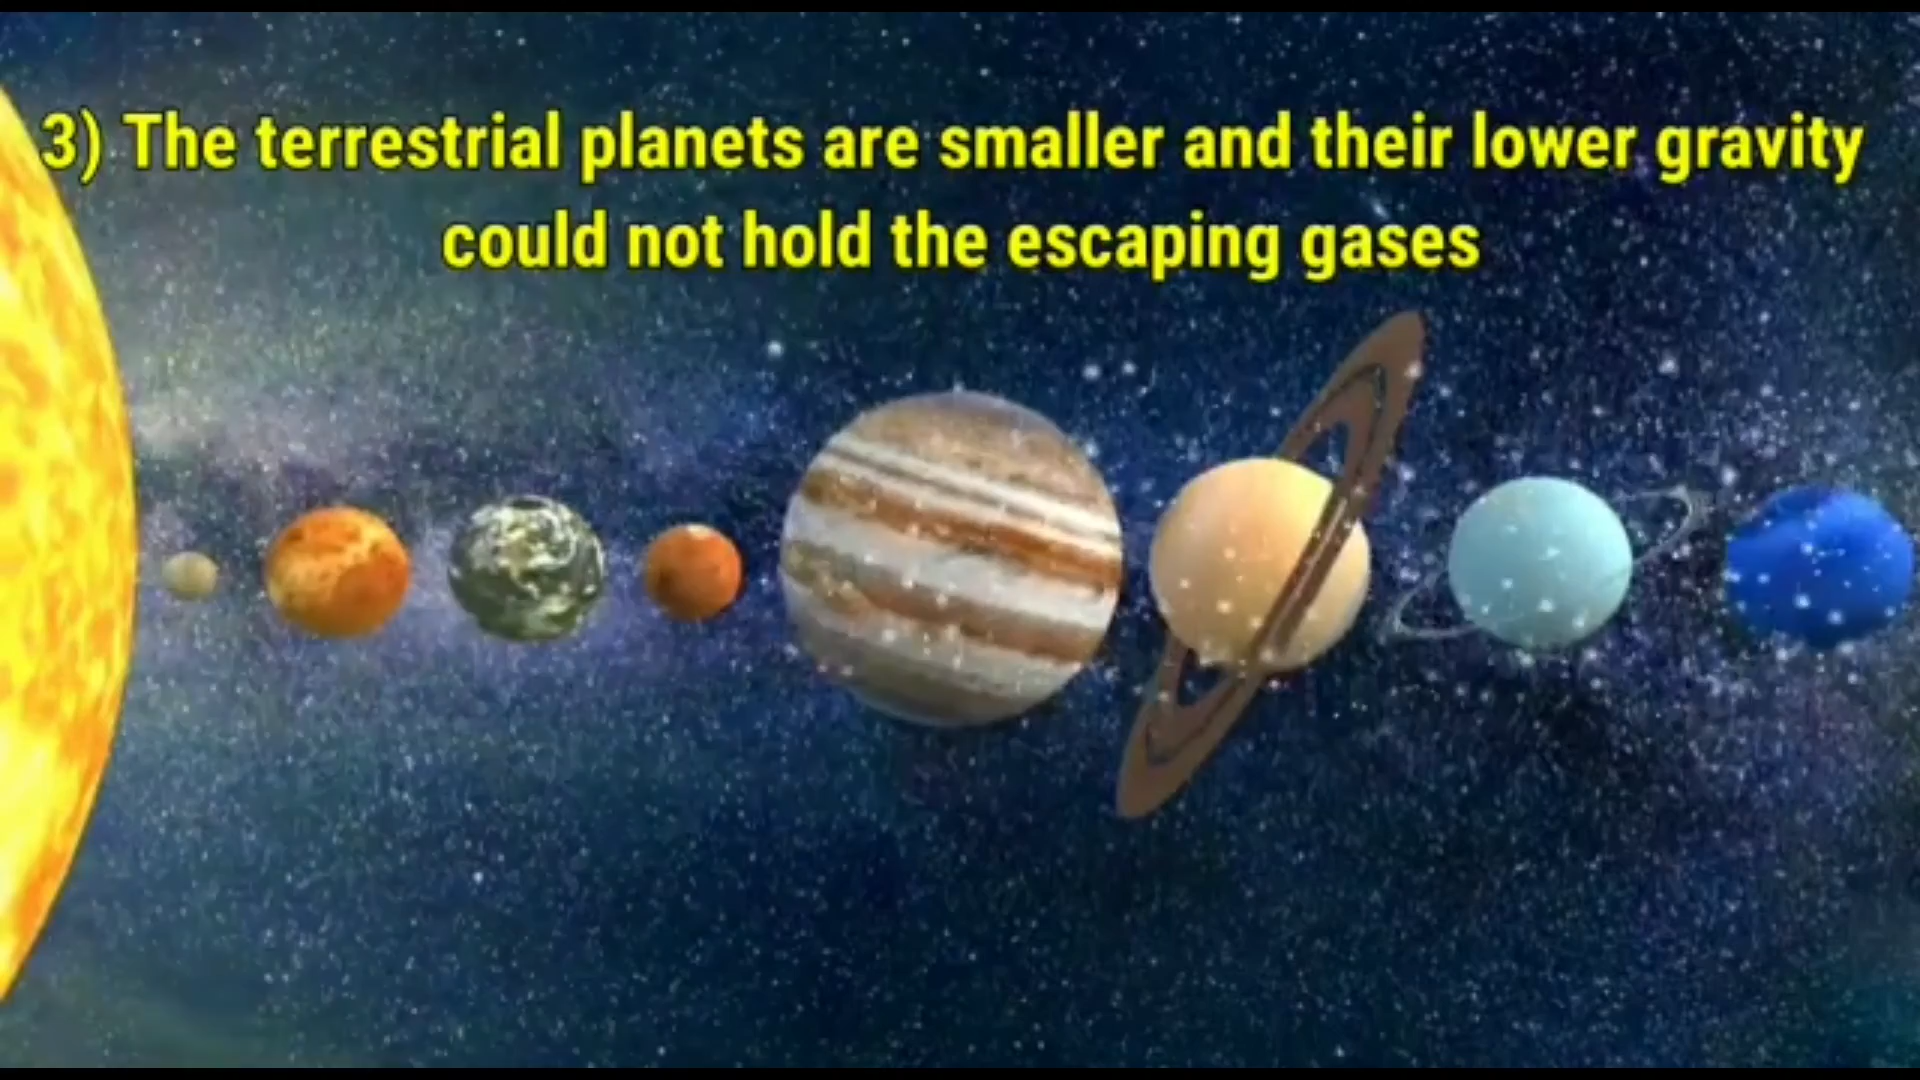 3) The terrestrial planets are smaller and their lower gravity
could not hold the escaping gases